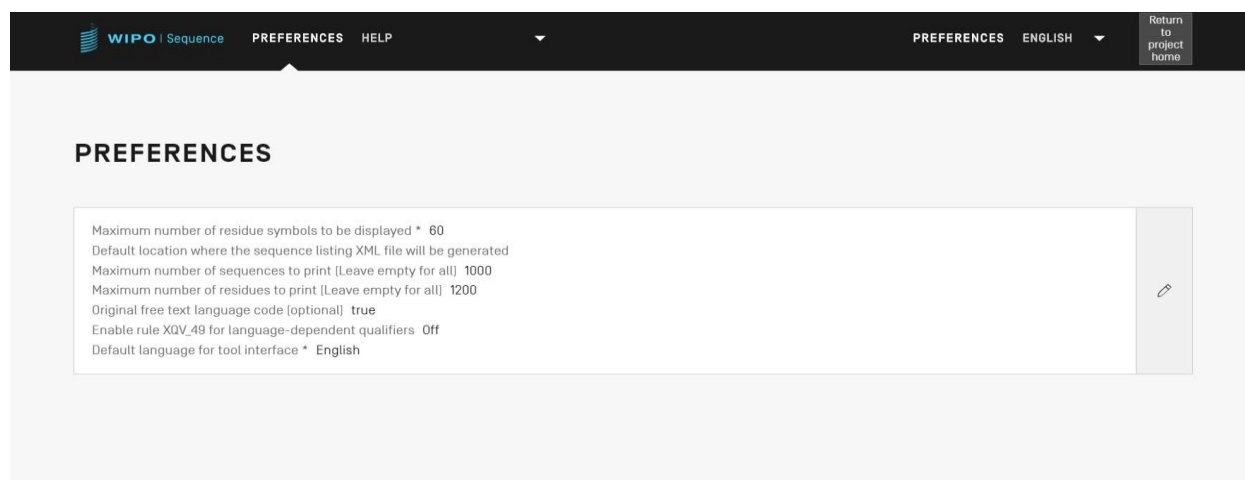 WIPO | Sequence PREFERENCES HELP PREFERENCES ENGLISH
Return
to
project
home
PREFERENCES
Maximum number of residue symbols to be displayed * 60
Default location where the sequence listing XML file will be generated
Maximum number of sequences to print (Leave empty for all) 1000
Maximum number of residues to print (Leave empty for all) 1200
Original free text language code (optional) true
Enable rule XQV_49 for language-dependent qualifiers Off
Default language for tool interface * English